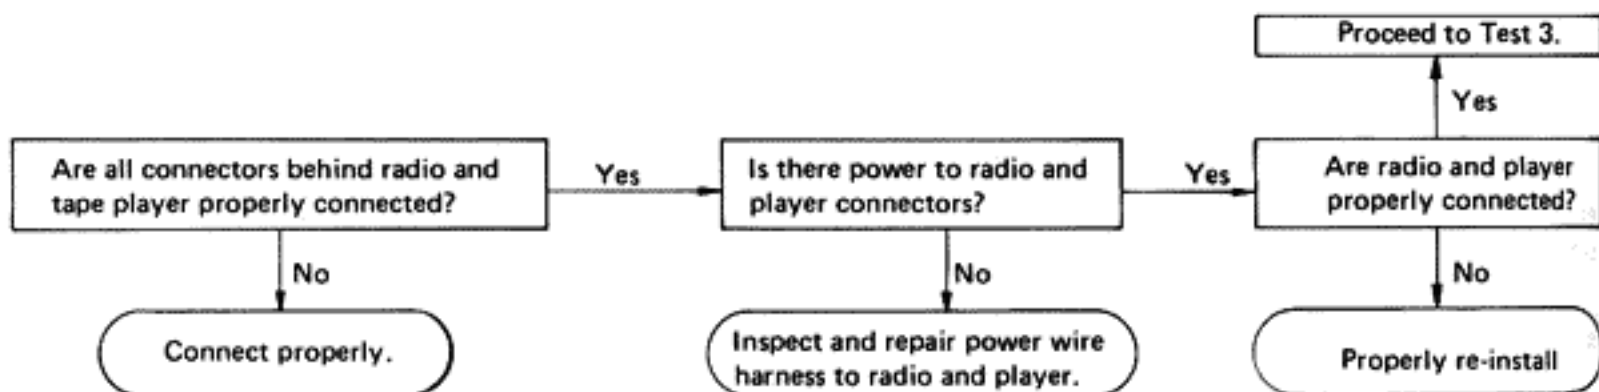 Proceed to Test 3.
Yes
Are all connectors behind radio and
tape player properly connected?
Yes
Is there power to radio and
player connectors?
Yes
Are radio and player
properly connected?
No
No
No
Connect properly.
Inspect and repair power wire
harness to radio and player.
Properly re-install